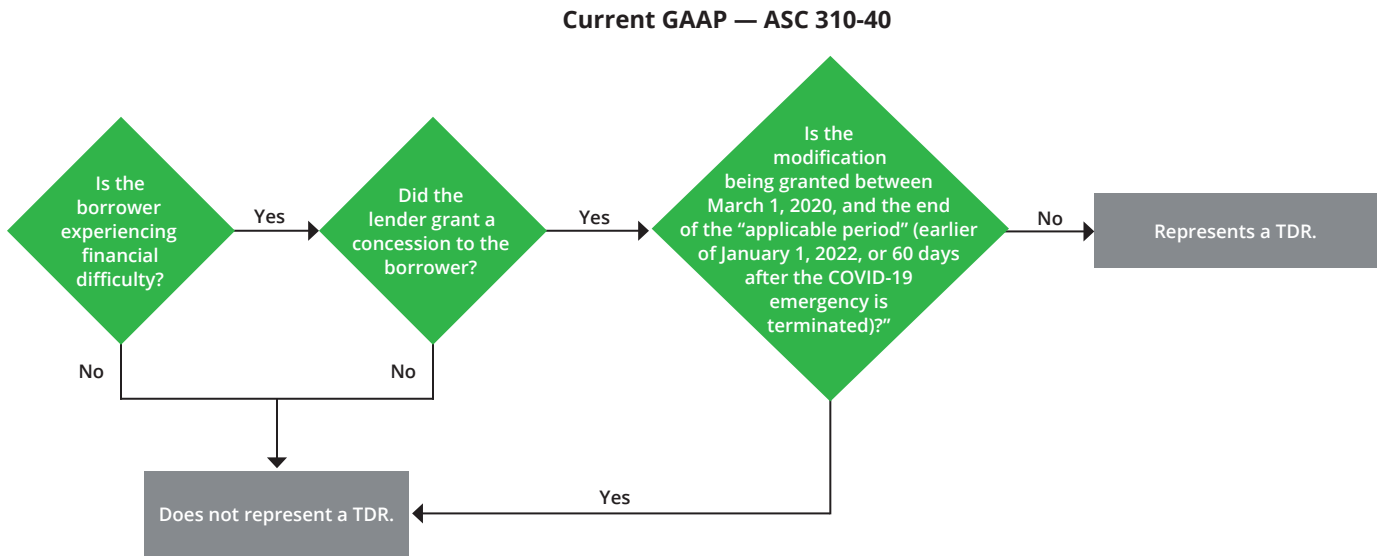 Current GAAP — ASC 310-40
Is the
borrower
experiencing
financial
difficulty?
Yes
No
Did the
lender grant a
concession to the
borrower?
Yes
No
Is the
modification
being granted between
March 1, 2020, and the end
of the “applicable period” (earlier
of January 1, 2022, or 60 days
after the COVID-19
emergency is
terminated)?”
No
Represents a TDR.
Yes
Does not represent a TDR.